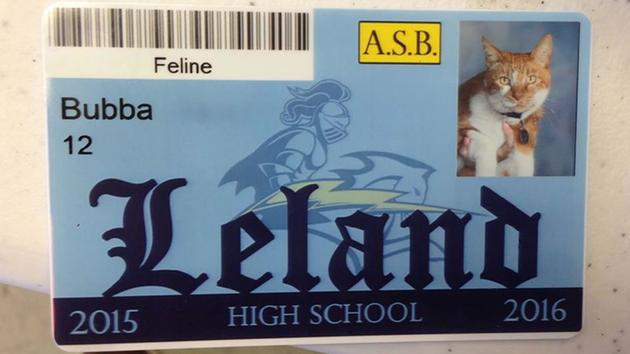 Feline
A.S.B.
Bubba
12
Leland
2015 HIGH SCHOOL 2016